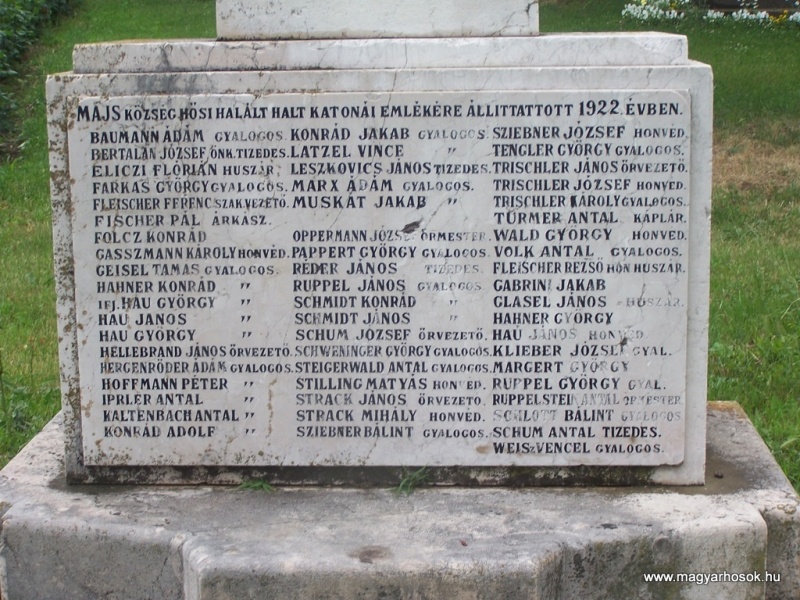 MAJS KÖZSÉG HŐSI HALÁLT HALT KATONÁI EMLÉKÉRE ÁLLITTATOTT 1922. ÉVBEN.
BAUMANN ÁDÁM GYALOGOS.
BERTALAN JÓZSEF ÖNK. TIZEDES.
ELICZI FLÓRIÁN HUSZÁR
FARKAS GYÖRGY GYALOGOS.
FLEISCHER FERENC SZAKVEZETŐ.
FISCHER PÁL ÁRKÁSZ.
FOLCZ KONRÁD
GASSZMANN KÁROLY HONVÉD.
GEISEL TAMÁS GYALOGOS.
HAHNER KONRÁD "
IFJ. HAU GYÖRGY "
HAU JÁNOS "
HAU GYÖRGY "
HELLEBRAND JÁNOS ŐRVEZETŐ.
HERGENRÖDER ÁDÁM GYALOGOS.
HOFFMANN PÉTER "
IPRLER ANTAL "
KALTENBACH ANTAL "
KONRÁD ADOLF "
KONRÁD JAKAB GYALOGOS.
LATZEL VINCE "
LESZKOVICS JÁNOS TIZEDES.
MARX ÁDÁM GYALOGOS.
MUSKÁT JAKAB "
OPPERMANN JÓZSEF ŐRMESTER.
PAPPERT GYÖRGY GYALOGOS.
RÉDER JÁNOS TIZEDES.
RUPPEL JÁNOS GYALOGOS.
SCHMIDT KONRÁD "
SCHMIDT JÁNOS "
SCHUM JÓZSEF ŐRVEZETŐ.
SCHWENINGER GYÖRGY GYALOGOS.
STEIGERWALD ANTAL GYALOGOS.
STILLING MATYÁS HONVÉD.
STRACK JÁNOS ŐRVEZETŐ.
STRACK MIHÁLY HONVÉD.
SZIEBNER BÁLINT GYALOGOS.
SZIEBNER JÓZSEF HONVÉD
TENGLER GYÖRGY GYALOGOS.
TRISCHLER JÁNOS ŐRVEZETŐ.
TRISCHLER JÓZSEF HONVÉD.
TRISCHLER KÁROLY GYALOGOS.
TÜRMER ANTAL KÁPLÁR.
WALD GYÖRGY HONVÉD.
VOLK ANTAL GYALOGOS.
FLEISCHER REZSŐ HON HUSZÁR.
GABRINI JAKAB
GLASEL JÁNOS HUSZÁR.
HAHNER GYÖRGY
HAU JÁNOS HONVÉD.
KLIEBER JÓZSEF GYAL.
MARGERT GYÖRGY
RUPPEL GYÖRGY GYAL.
RUPPELSTEIN ANTAL ŐRMESTER
SCHLOTT BÁLINT GYALOGOS.
SCHUM ANTAL TIZEDES.
WEISZ VENCEL GYALOGOS.
www.magyarhosok.hu